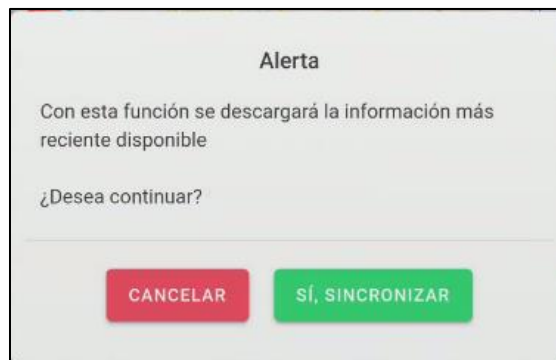 Alerta
Con esta función se descargará la información más
reciente disponible
¿Desea continuar?
CANCELAR
SÍ, SINCRONIZAR